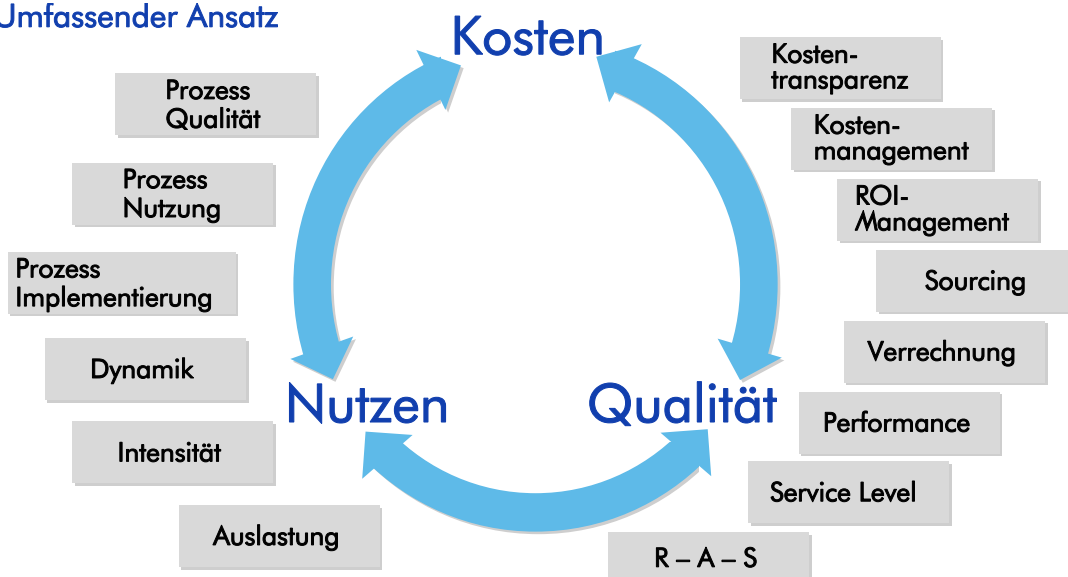 Umfassender Ansatz
Kosten
Kosten-
transparenz
Kosten-
management
ROI-
Management
Sourcing
Verrechnung
Performance
Service Level
R – A – S
Qualität
Nutzen
Prozess
Qualität
Prozess
Nutzung
Prozess
Implementierung
Dynamik
Intensität
Auslastung